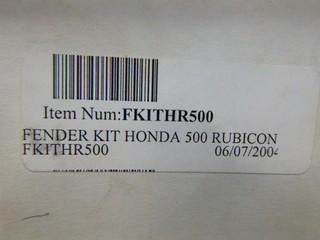 Item Num:FKITHR500
FENDER KIT HONDA 500 RUBICON
FKITHR500 06/07/2004